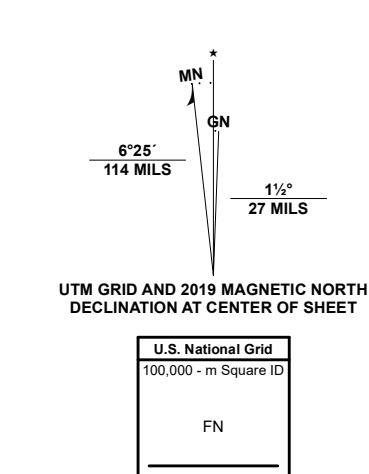 ★
MN
GN
6°25´
114 MILS
1½°
27 MILS
UTM GRID AND 2019 MAGNETIC NORTH
DECLINATION AT CENTER OF SHEET
U.S. National Grid
100,000 - m Square ID
FN